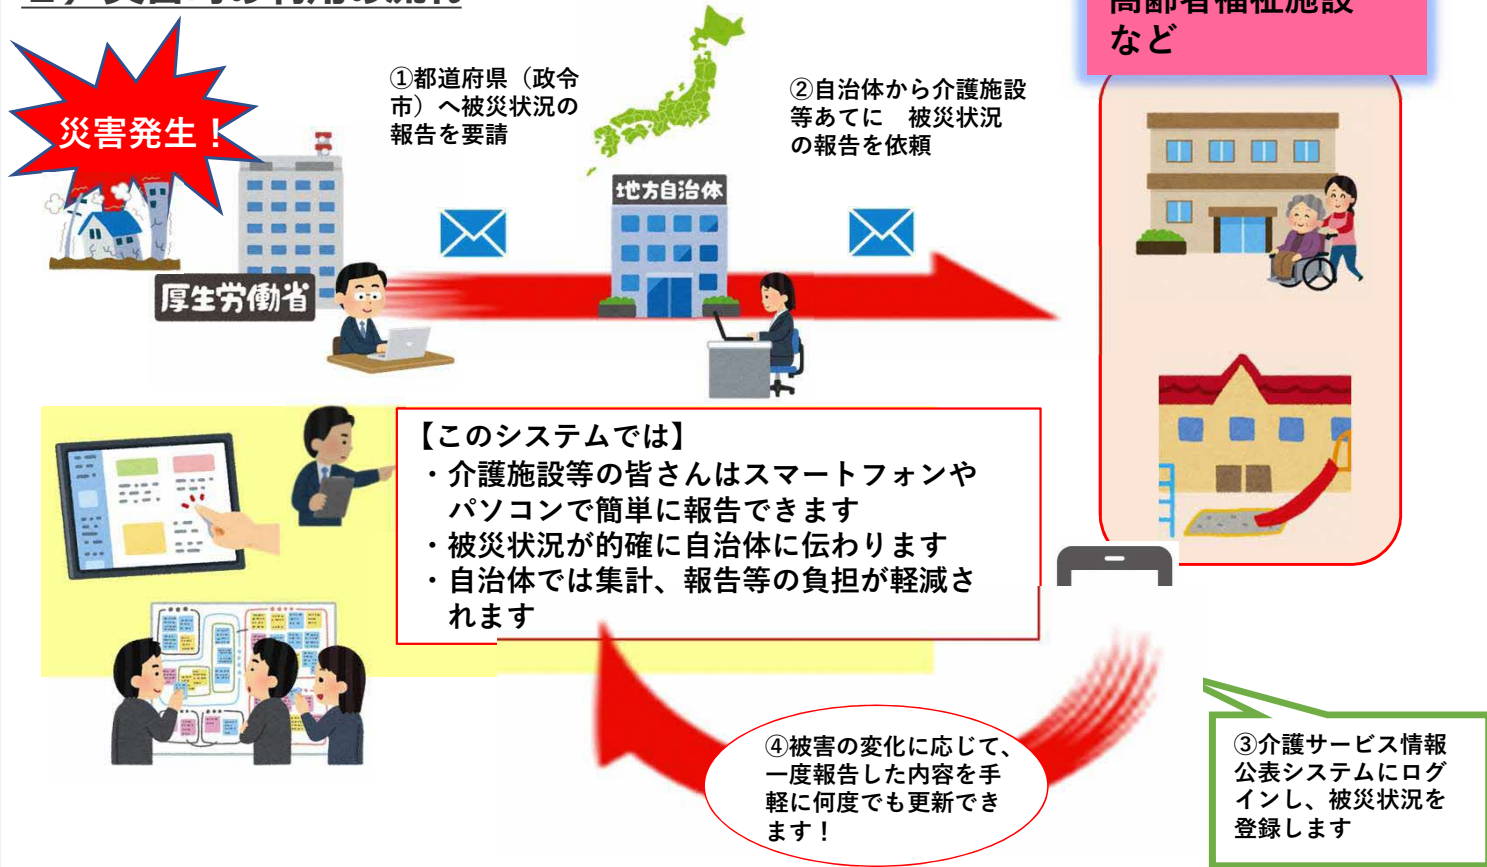 災害時の利用の流れ
高齢者福祉施設
など
災害発生！
①都道府県（政令
市）へ被災状況の
報告を要請
②自治体から介護施設
等あてに　被災状況
の報告を依頼
地方自治体
厚生労働省
【このシステムでは】
・介護施設等の皆さんはスマートフォンや
パソコンで簡単に報告できます
・被災状況が的確に自治体に伝わります
・自治体では集計、報告等の負担が軽減さ
れます
④被害の変化に応じて、
一度報告した内容を手
軽に何度でも更新でき
ます！
③介護サービス情報
公表システムにログ
インし、被災状況を
登録します